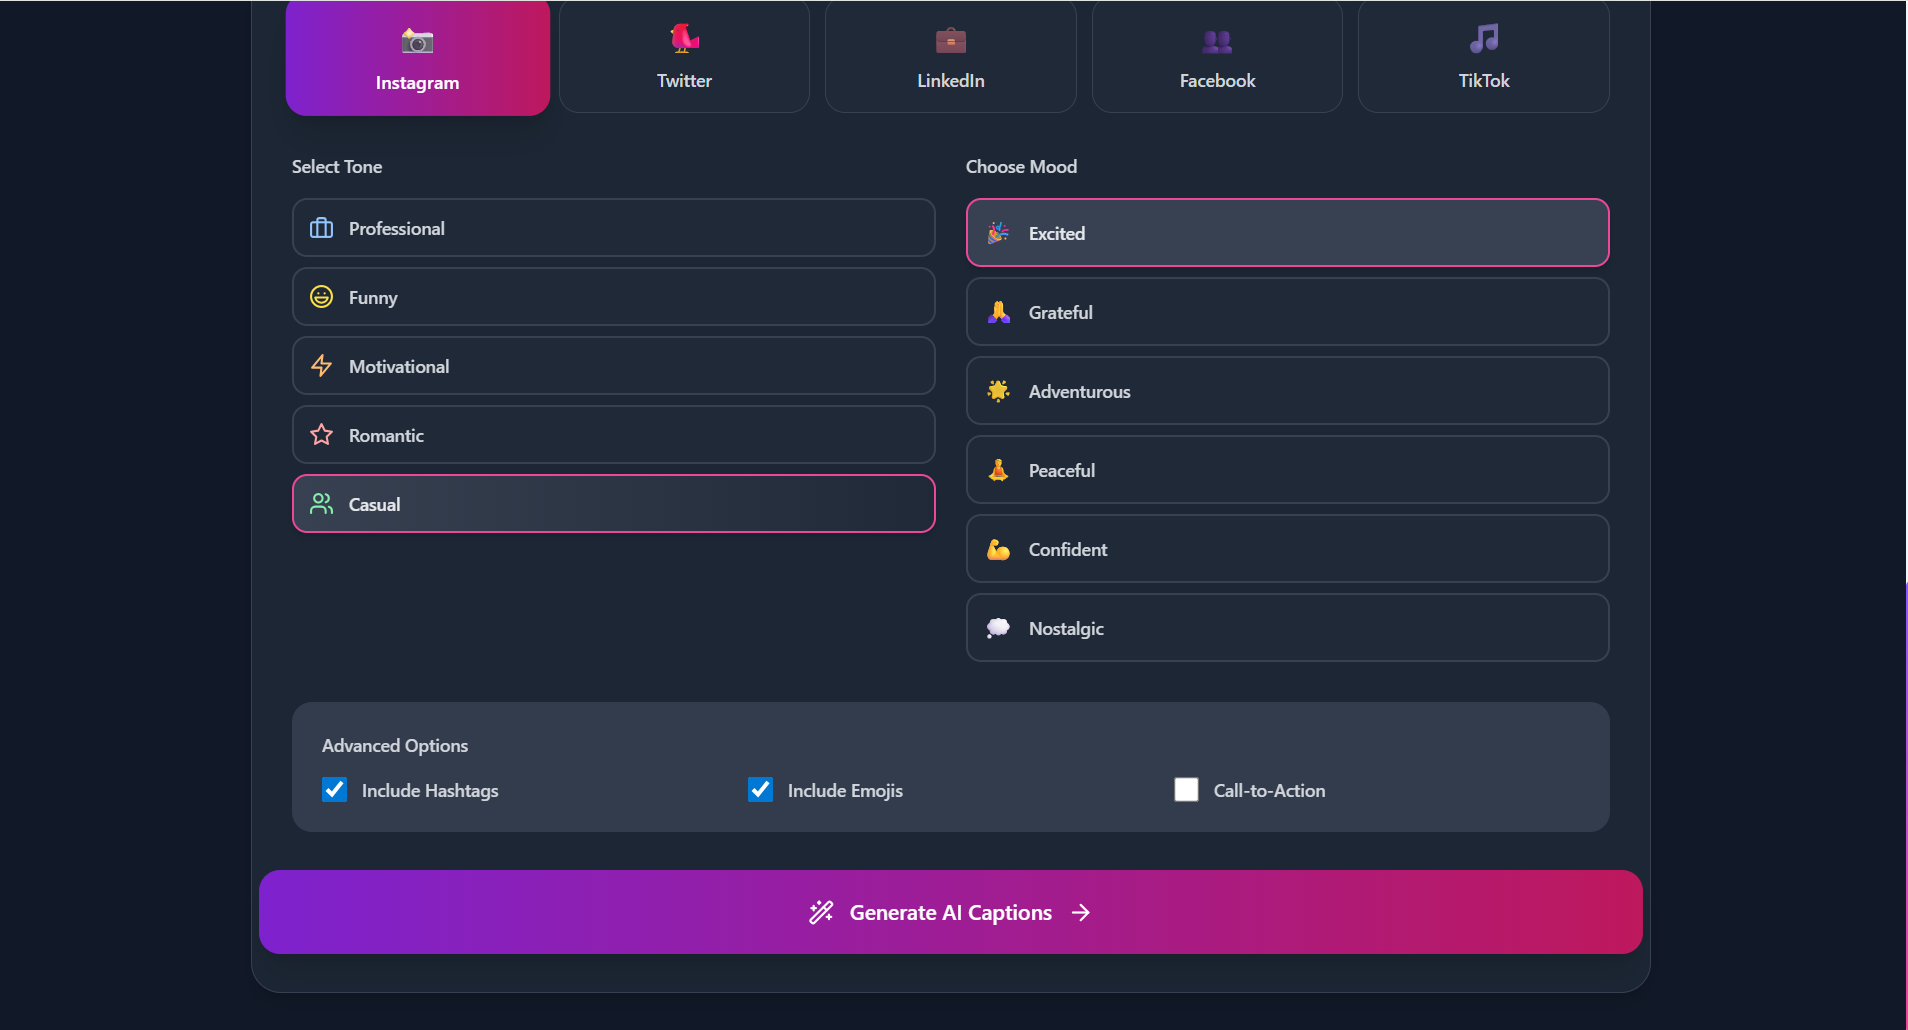 Instagram
Twitter
LinkedIn
Facebook
TikTok
Select Tone
Professional
Funny
Motivational
Romantic
Casual
Choose Mood
Excited
Grateful
Adventurous
Peaceful
Confident
Nostalgic
Advanced Options
Include Hashtags
Include Emojis
Call-to-Action
Generate AI Captions